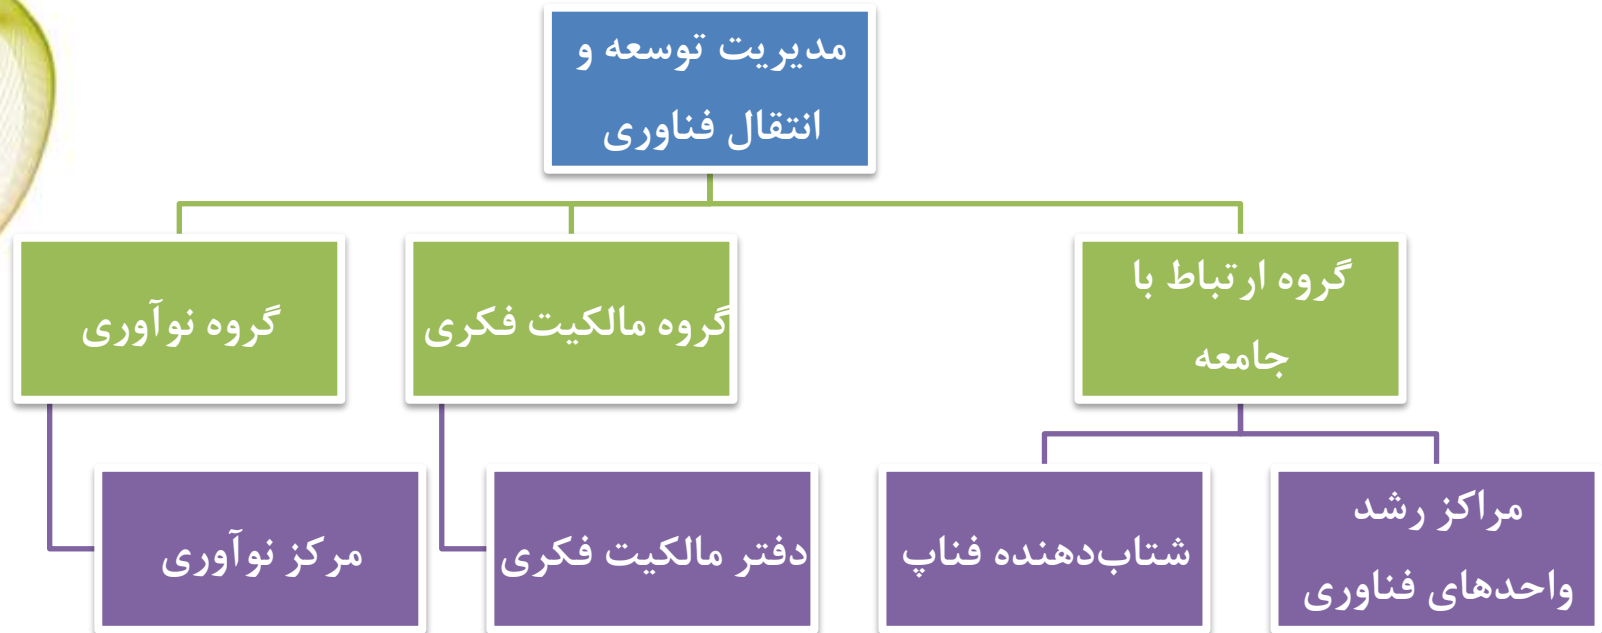 مدیریت توسعه و
انتقال فناوری
گروه ارتباط با
جامعه
گروه مالکیت فکری
گروه نوآوری
مراکز رشد
واحدهای فناوری
شتاب‌دهنده فناپ
دفتر مالکیت فکری
مرکز نوآوری